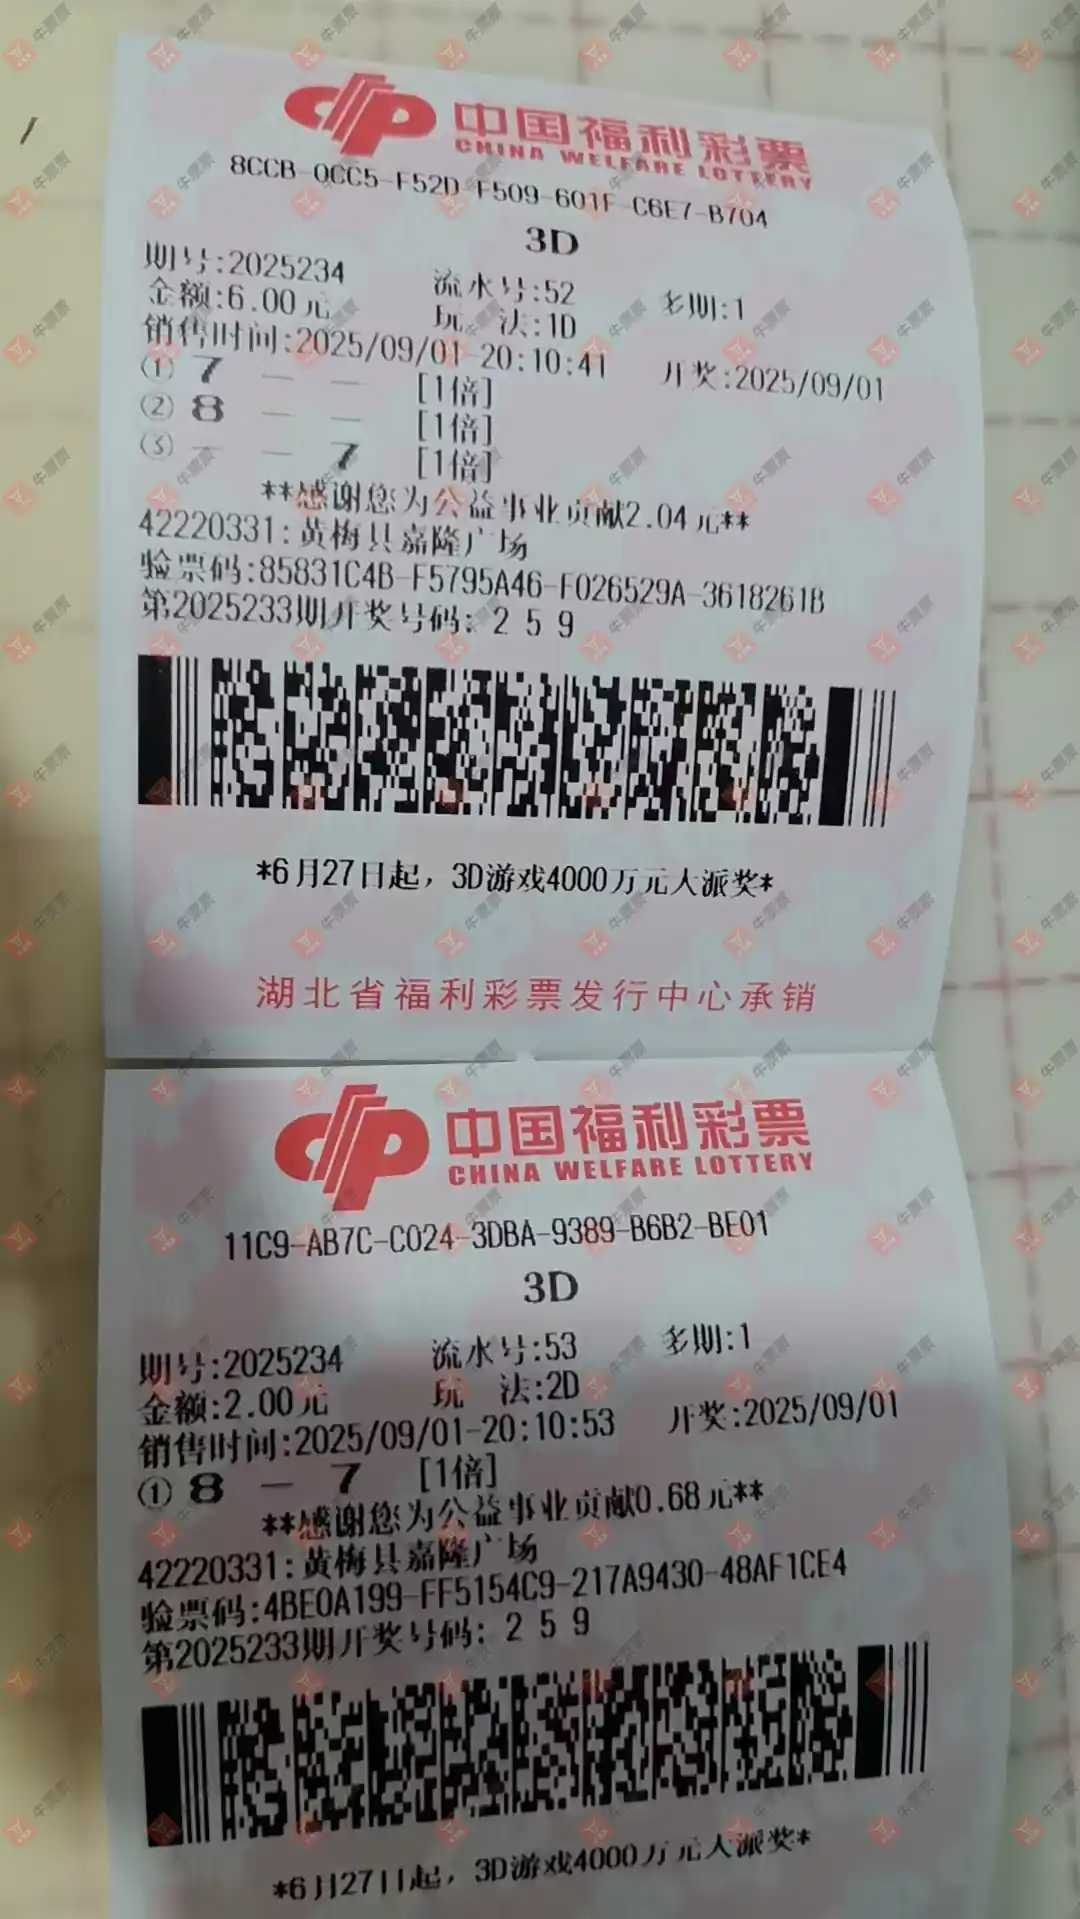 中国福利彩票
CHINA WELFARE LOTTERY
8CCB-0CC5-F52D-F509-601F-C6E7-B704
3D
期号:2025234 流水号:52 多期:1
金额:6.00元 玩 法:1D
销售时间:2025/09/01-20:10:41 开奖:2025/09/01
① 7 — — [1倍]
② 8 — — [1倍]
③ — — 7 [1倍]
**感谢您为公益事业贡献2.04元**
42220331:黄梅县嘉隆广场
验票码:85831C4B-F5795A46-F026529A-3618261B
第2025233期开奖号码: 2 5 9
*6月27日起，3D游戏4000万元大派奖*
湖北省福利彩票发行中心承销
中国福利彩票
CHINA WELFARE LOTTERY
11C9-AB7C-C024-3DBA-9389-B6B2-BE01
3D
期号:2025234 流水号:53 多期:1
金额:2.00元 玩 法:2D
销售时间:2025/09/01-20:10:53 开奖:2025/09/01
① 8 — 7 [1倍]
**感谢您为公益事业贡献0.68元**
42220331:黄梅县嘉隆广场
验票码:4BE0A199-FF5154C9-217A9430-48AF1CE4
第2025233期开奖号码: 2 5 9
*6月27日起，3D游戏4000万元大派奖*
牛票票